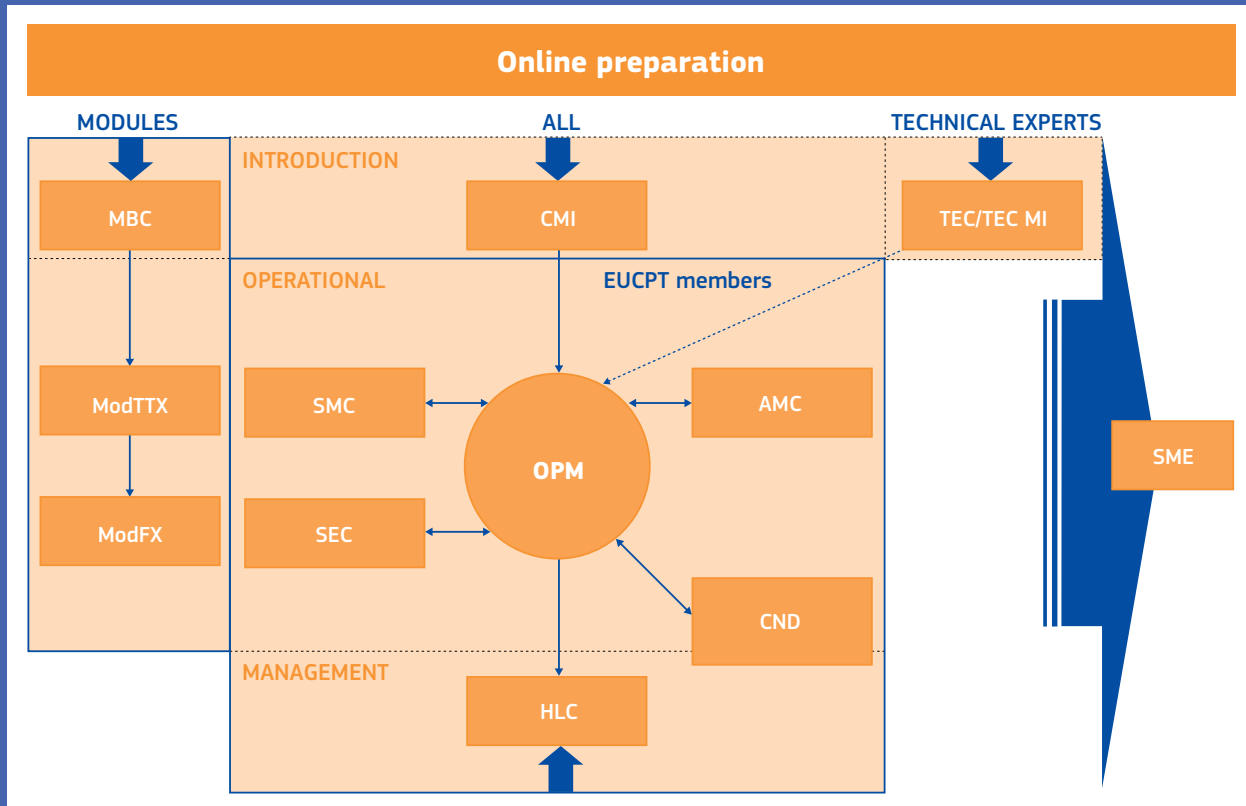 Online preparation
MODULES
ALL
TECHNICAL EXPERTS
INTRODUCTION
MBC
CMI
TEC/TEC MI
OPERATIONAL
EUCPT members
ModTTX
SMC
AMC
OPM
SME
ModFX
SEC
CND
MANAGEMENT
HLC